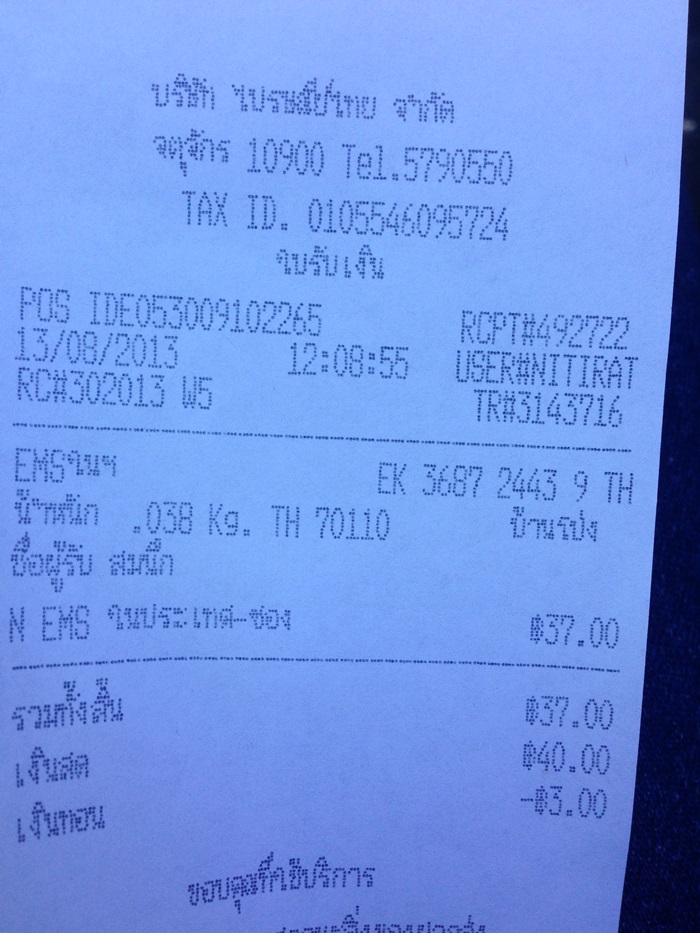 บริษัท ไปรษณีย์ไทย จำกัด
จตุจักร 10900 Tel.5790550
TAX ID. 0105546095724
ใบรับเงิน
POS IDE053009102265 RCPT#492722
13/08/2013 12:08:55 USER#NITIRAT
RC#302013 W5 TR#3143716
EMSในฯ EK 3687 2443 9 TH
น้ำหนัก .038 Kg. TH 70110 บ้านโป่ง
ชื่อผู้รับ สมนึก
N EMS ในประเทศ-ซอง ฿37.00
รวมทั้งสิ้น ฿37.00
เงินสด ฿40.00
เงินทอน -฿3.00
ขอบคุณที่ใช้บริการ